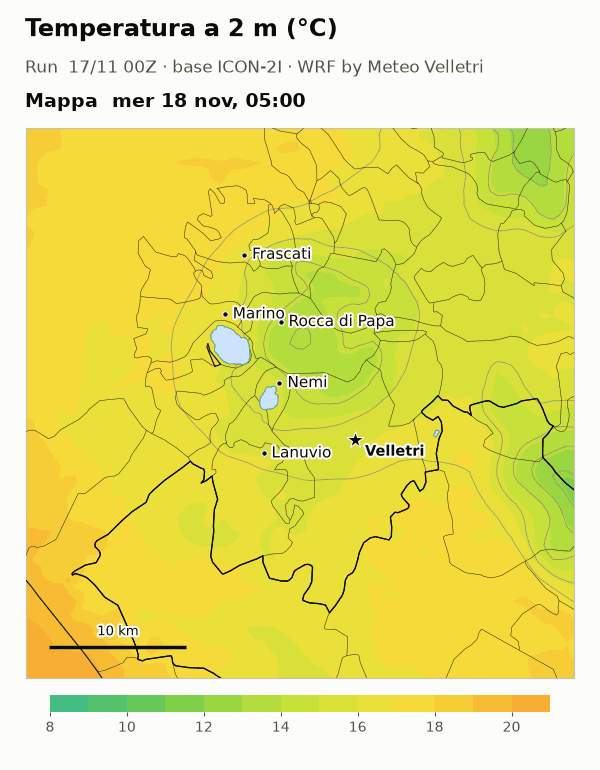 Temperatura a 2 m (°C)
Run 17/11 00Z · base ICON-2I · WRF by Meteo Velletri
Mappa mer 18 nov, 05:00
Frascati
Marino
Rocca di Papa
Nemi
Velletri
Lanuvio
10 km
8 10 12 14 16 18 20